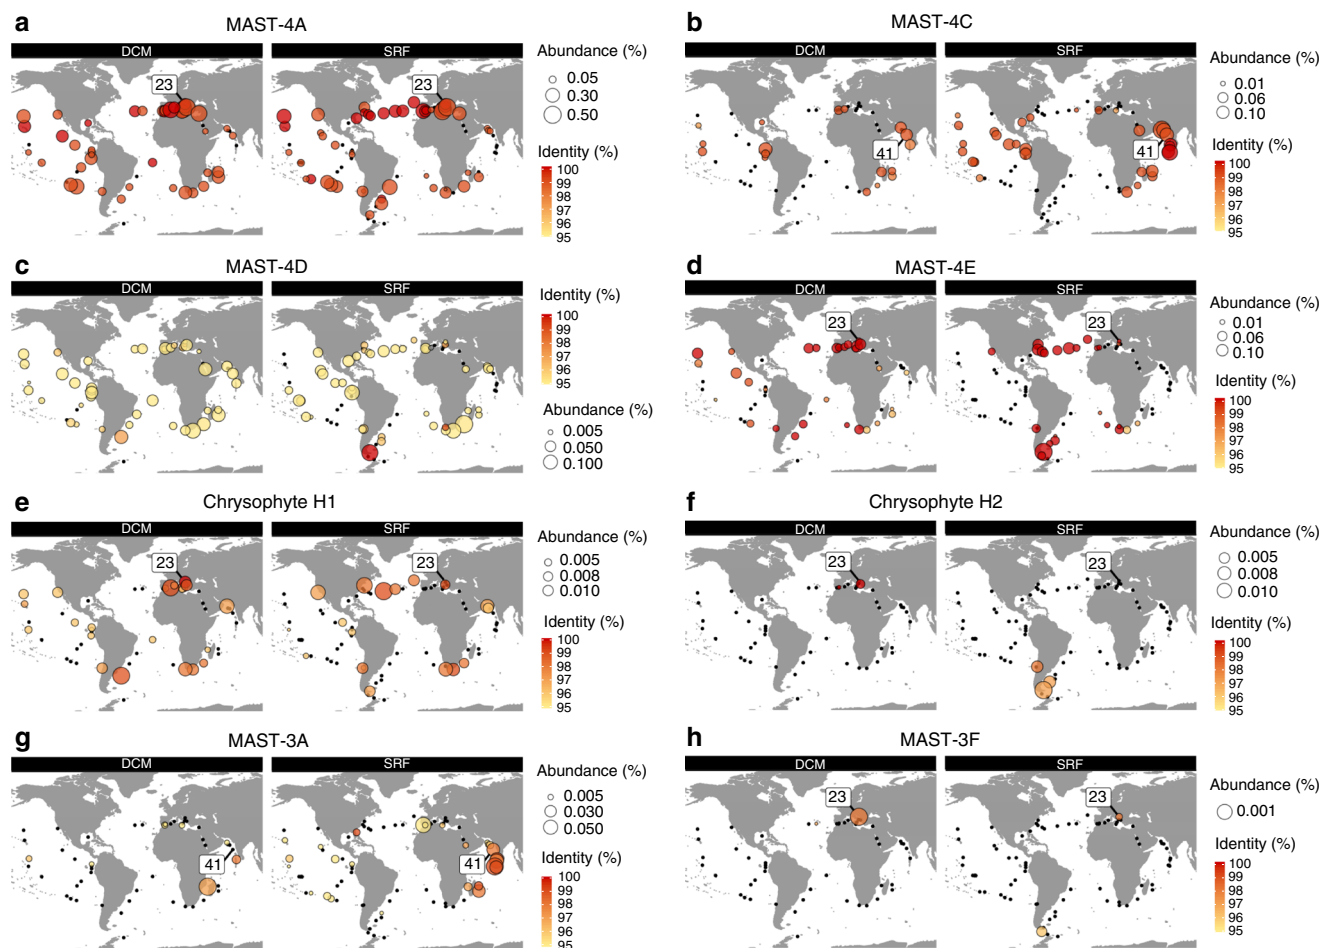 a
MAST-4A
DCM
SRF
23
23
Abundance (%)
0.05
0.30
0.50
Identity (%)
100
99
98
97
96
95
b
MAST-4C
DCM
SRF
41
41
Abundance (%)
0.01
0.06
0.10
Identity (%)
100
99
98
97
96
95
c
MAST-4D
DCM
SRF
Identity (%)
100
99
98
97
96
95
Abundance (%)
0.005
0.050
0.100
d
MAST-4E
DCM
SRF
23
23
Abundance (%)
0.01
0.06
0.10
Identity (%)
100
99
98
97
96
95
e
Chrysophyte H1
DCM
SRF
23
23
Abundance (%)
0.005
0.008
0.010
Identity (%)
100
99
98
97
96
95
f
Chrysophyte H2
DCM
SRF
23
23
Abundance (%)
0.005
0.008
0.010
Identity (%)
100
99
98
97
96
95
g
MAST-3A
DCM
SRF
41
41
Abundance (%)
0.005
0.030
0.050
Identity (%)
100
99
98
97
96
95
h
MAST-3F
DCM
SRF
23
23
Abundance (%)
0.001
Identity (%)
100
99
98
97
96
95